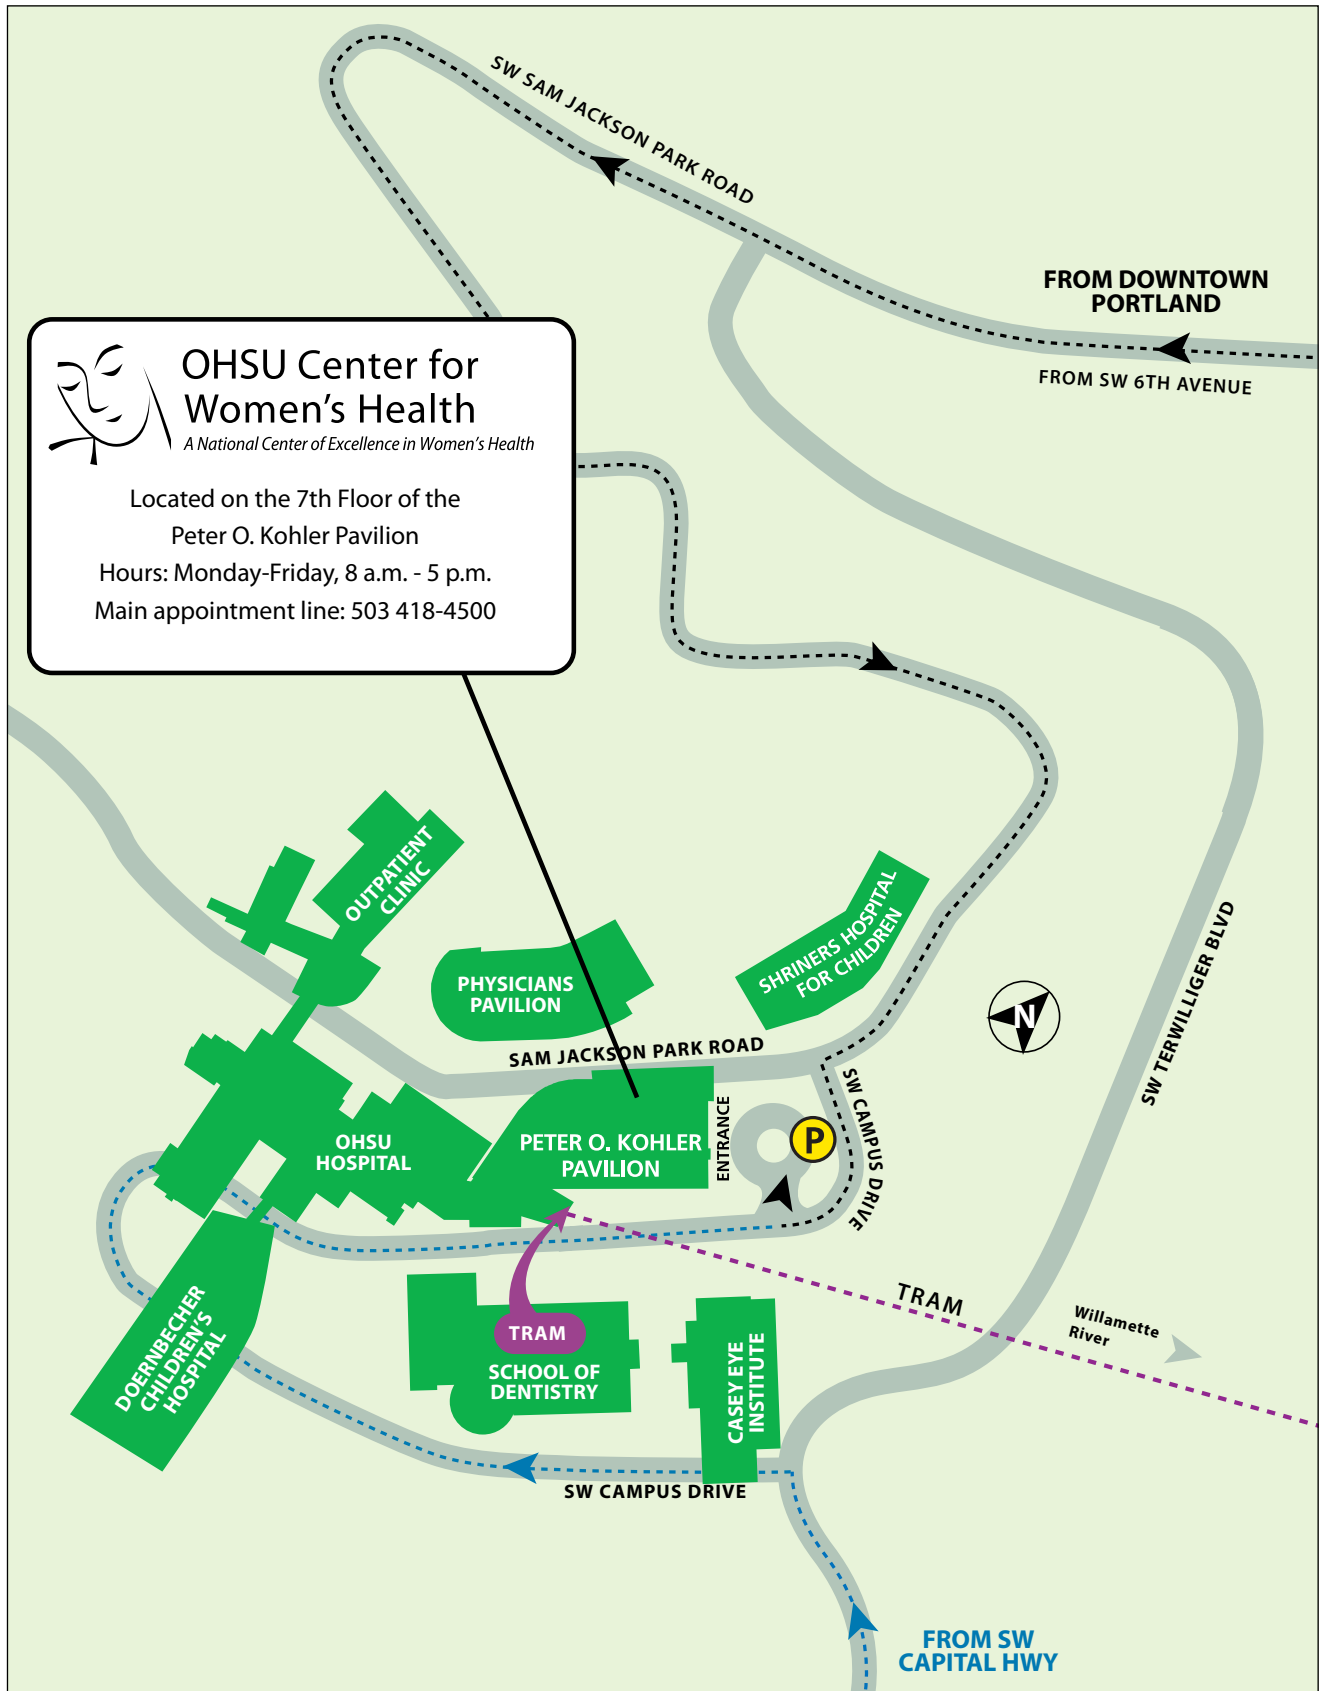 SW SAM JACKSON PARK ROAD
FROM DOWNTOWN
PORTLAND
FROM SW 6TH AVENUE
OHSU Center for
Women's Health
A National Center of Excellence in Women's Health
Located on the 7th Floor of the
Peter O. Kohler Pavilion
Hours: Monday-Friday, 8 a.m. - 5 p.m.
Main appointment line: 503 418-4500
OUTPATIENT
CLINIC
PHYSICIANS
PAVILION
SHRINERS HOSPITAL
FOR CHILDREN
N
SW TERWILLIGER BLVD
SAM JACKSON PARK ROAD
SW CAMPUS DRIVE
ENTRANCE
P
PETER O. KOHLER
PAVILION
OHSU
HOSPITAL
DOERNBECHER
CHILDREN'S
HOSPITAL
TRAM
SCHOOL OF
DENTISTRY
CASEY EYE
INSTITUTE
TRAM
Willamette
River
SW CAMPUS DRIVE
FROM SW
CAPITAL HWY